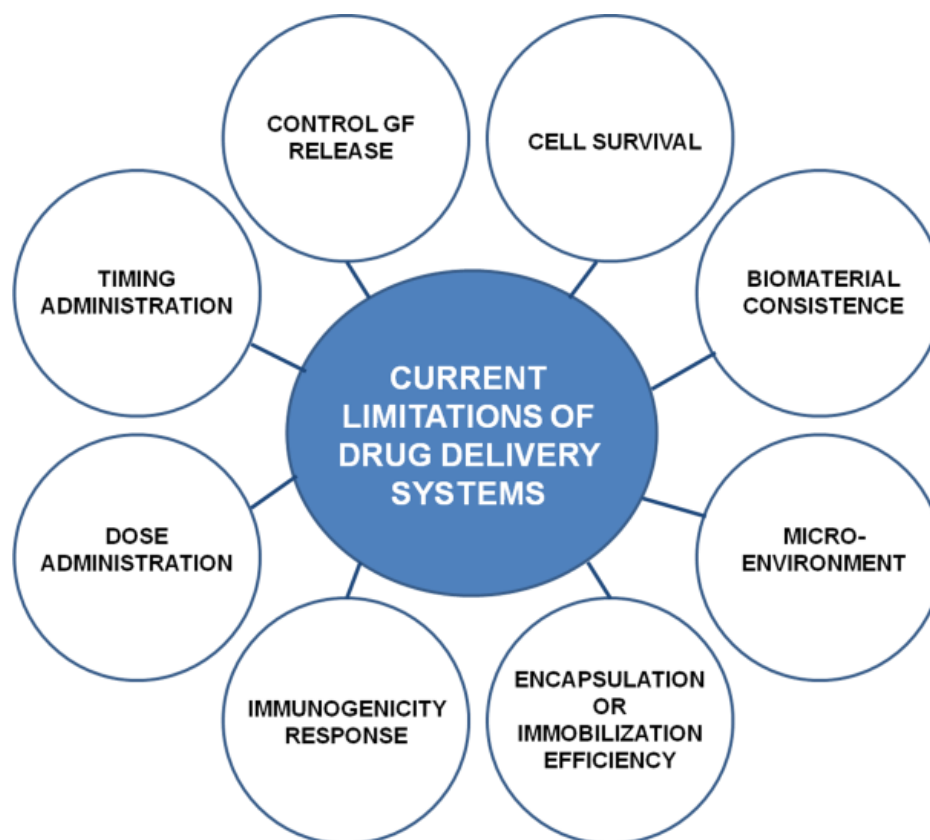 CONTROL GF
RELEASE
CELL SURVIVAL
TIMING
ADMINISTRATION
BIOMATERIAL
CONSISTENCE
CURRENT
LIMITATIONS OF
DRUG DELIVERY
SYSTEMS
DOSE
ADMINISTRATION
MICRO-
ENVIRONMENT
IMMUNOGENICITY
RESPONSE
ENCAPSULATION
OR
IMMOBILIZATION
EFFICIENCY